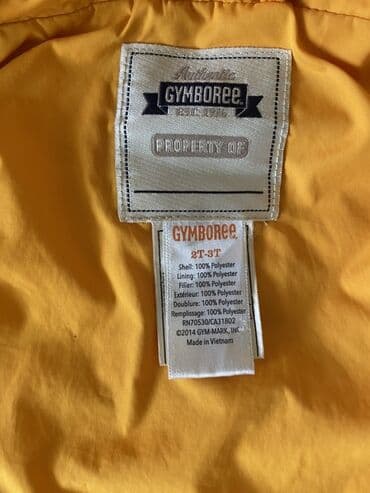 Authentic
GYMBOREE
EST. 1976
PROPERTY OF
GYMBOREE
2T-3T
Shell: 100% Polyester
Lining: 100% Polyester
Filler: 100% Polyester
Extérieur: 100% Polyester
Doublure: 100% Polyester
Remplissage: 100% Polyester
RN70530/CA31802
©2014 GYM-MARK, INC.
Made in Vietnam